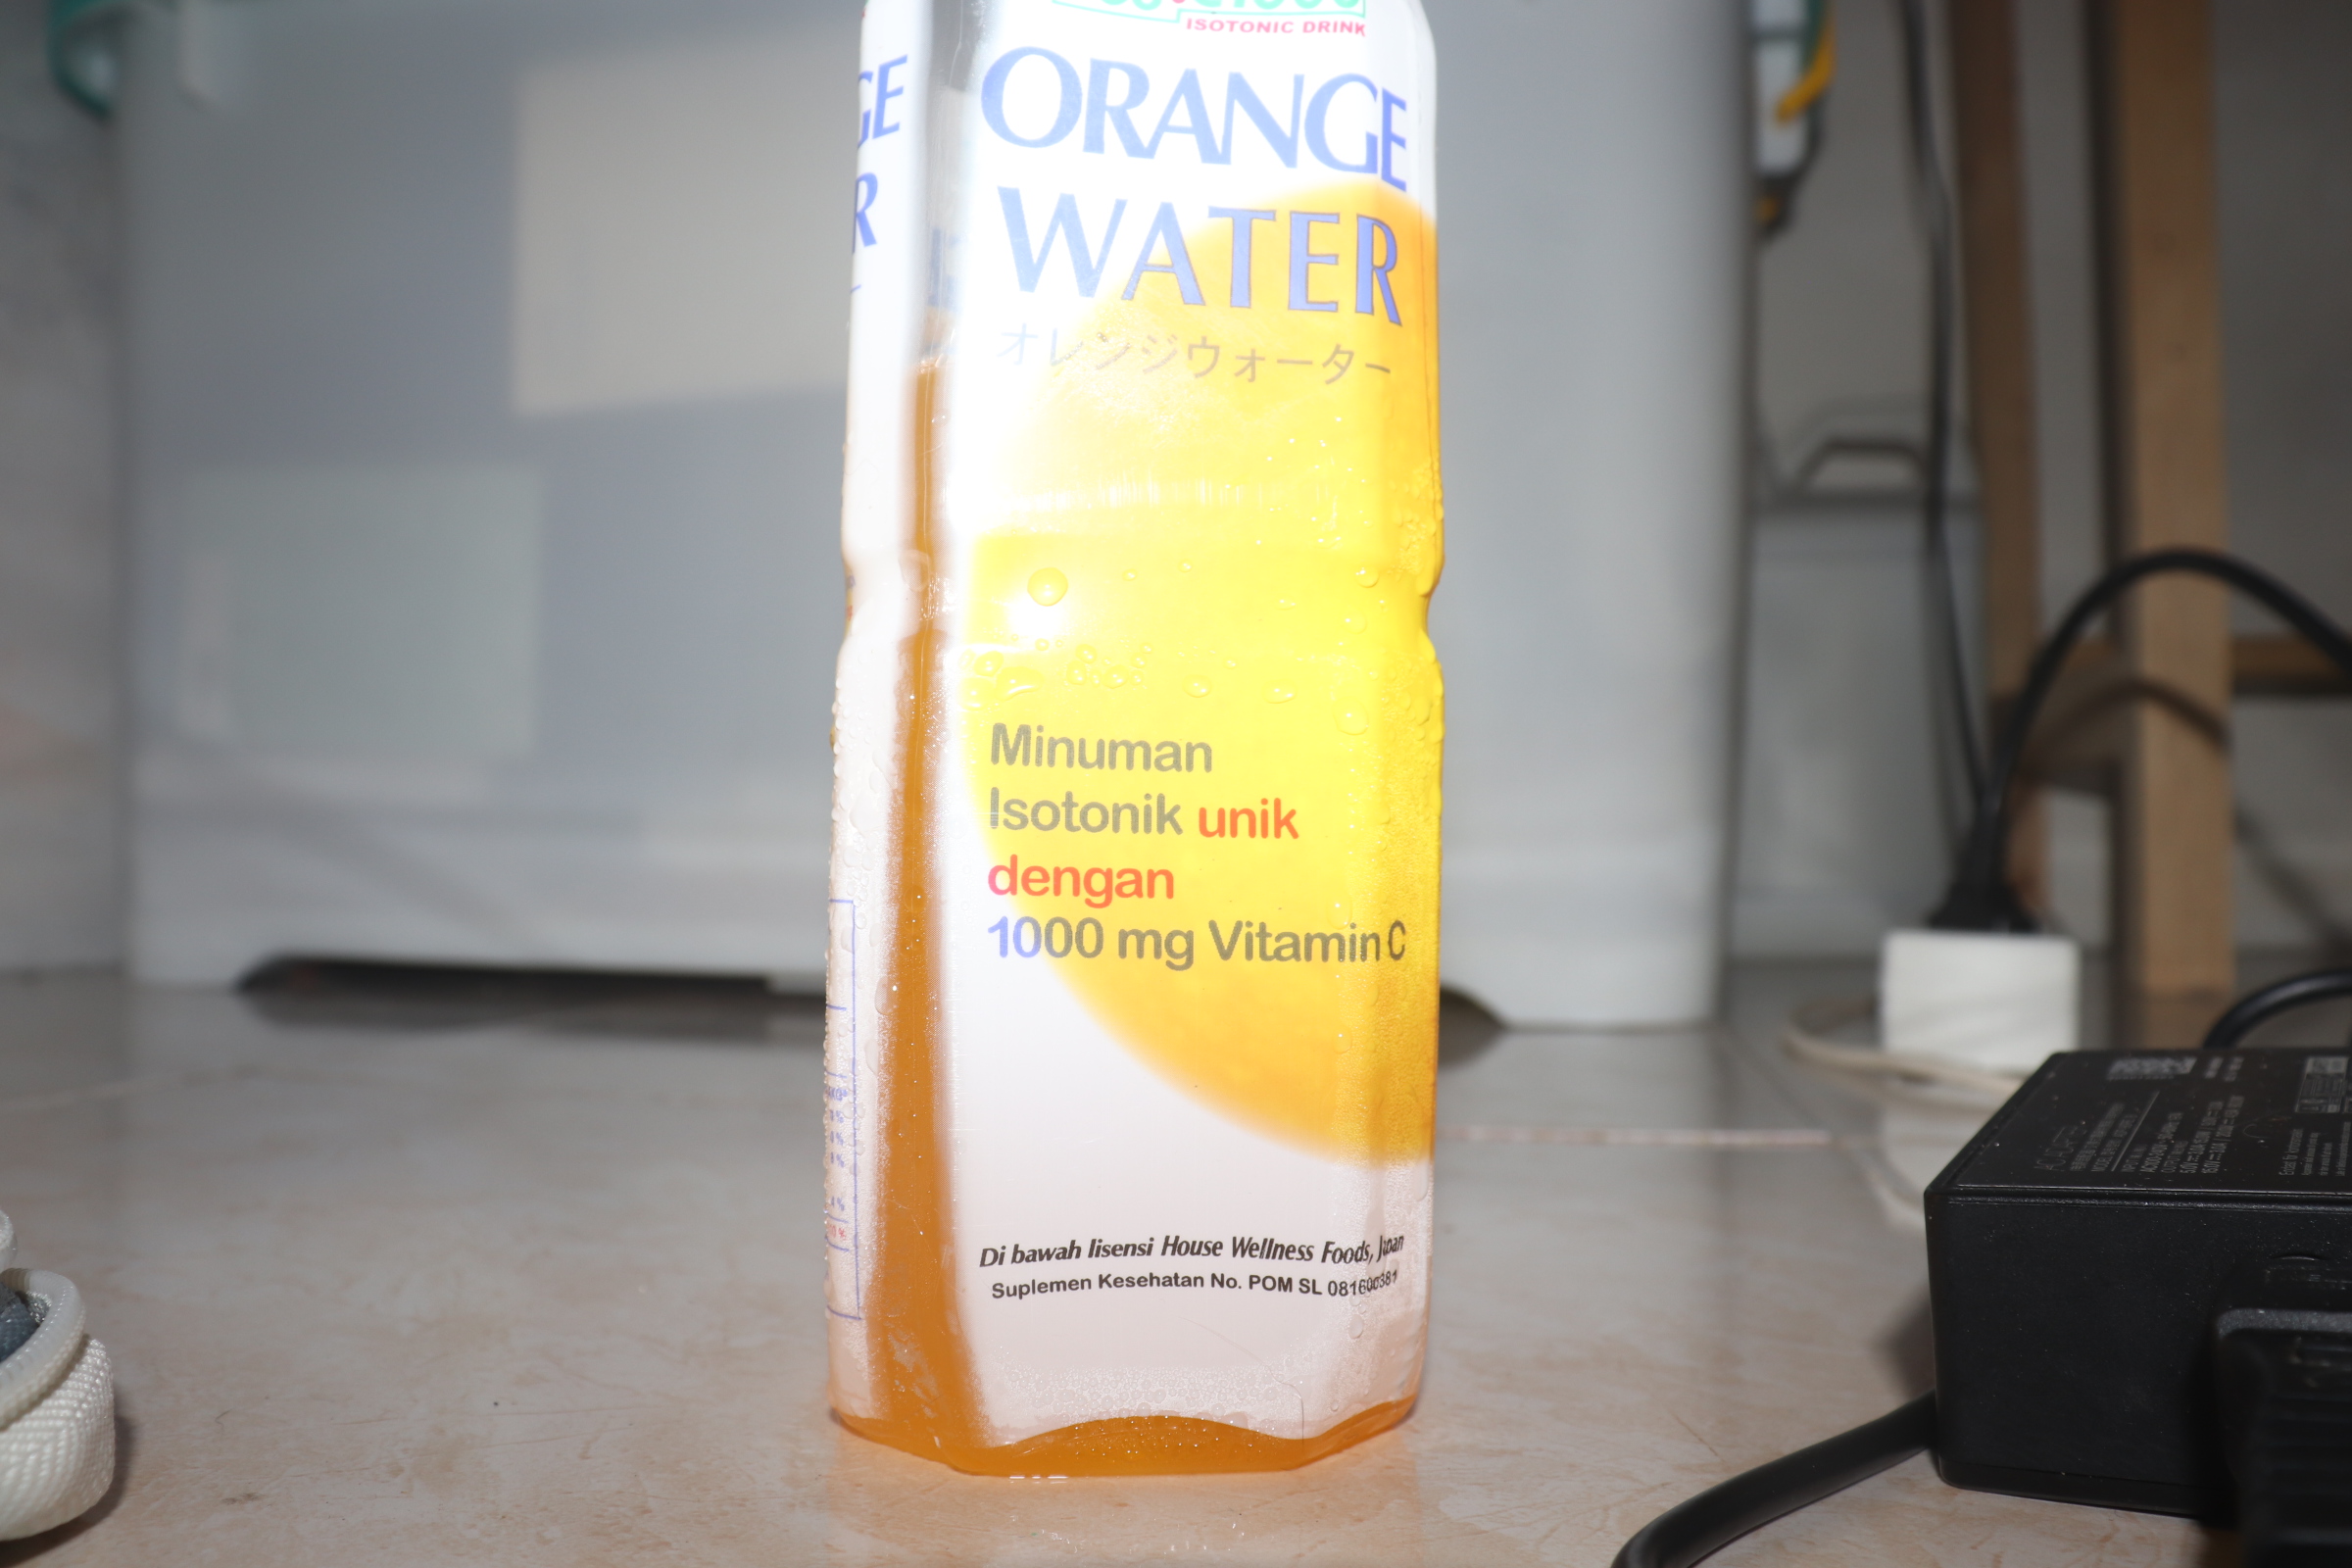 ISOTONIC DRINK
ORANGE
WATER
オレンジウォーター
Minuman
Isotonik unik
dengan
1000 mg Vitamin C
Di bawah lisensi House Wellness Foods, Japan
Suplemen Kesehatan No. POM SL 081600381
GE
R